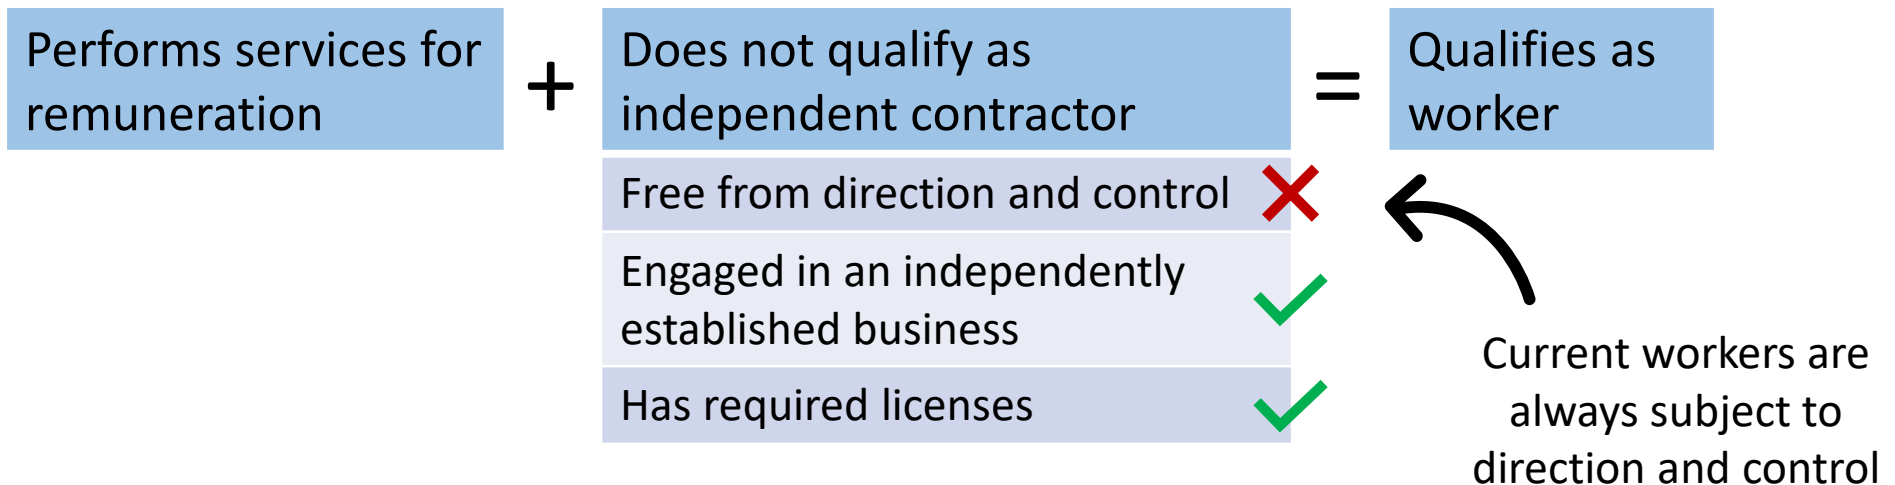 Performs services for
remuneration
+
Does not qualify as
independent contractor
=
Qualifies as
worker
Free from direction and control
Engaged in an independently
established business
Has required licenses
Current workers are
always subject to
direction and control